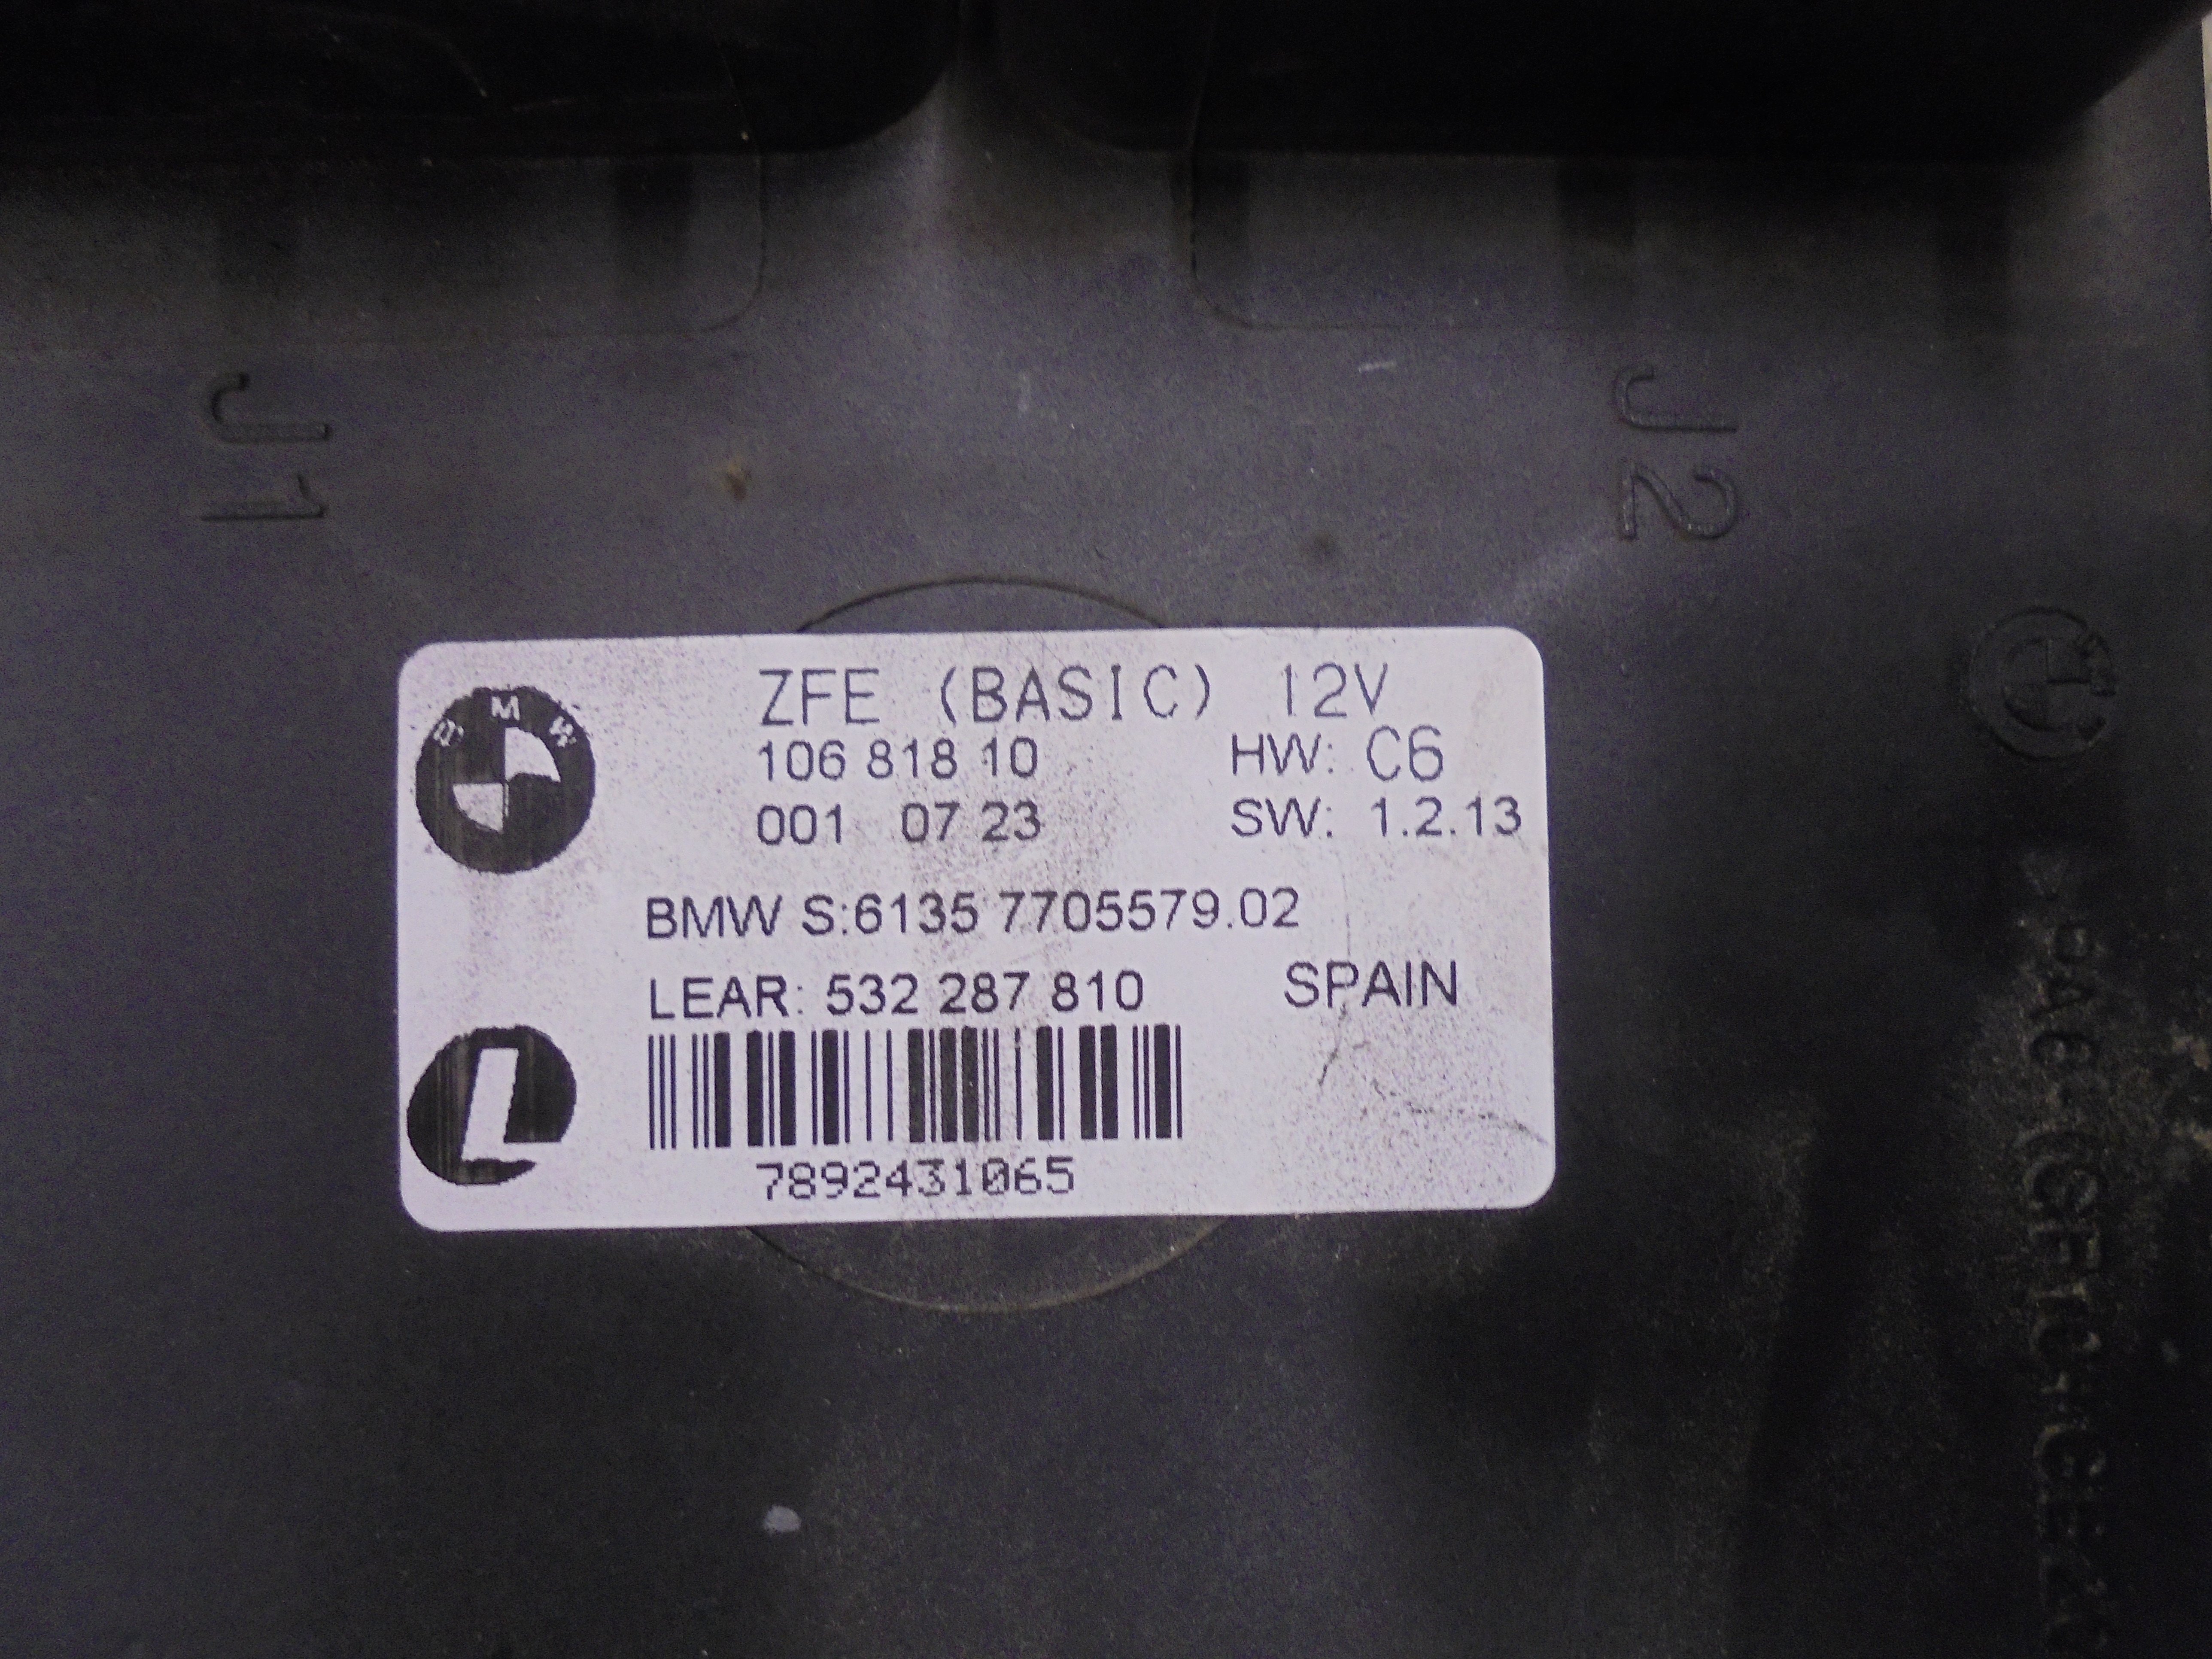 J1
J2
B M W
ZFE (BASIC) 12V
106 818 10 HW: C6
001 07 23 SW: 1.2.13
BMW S:6135 7705579.02
LEAR: 532 287 810 SPAIN
L
7892431065